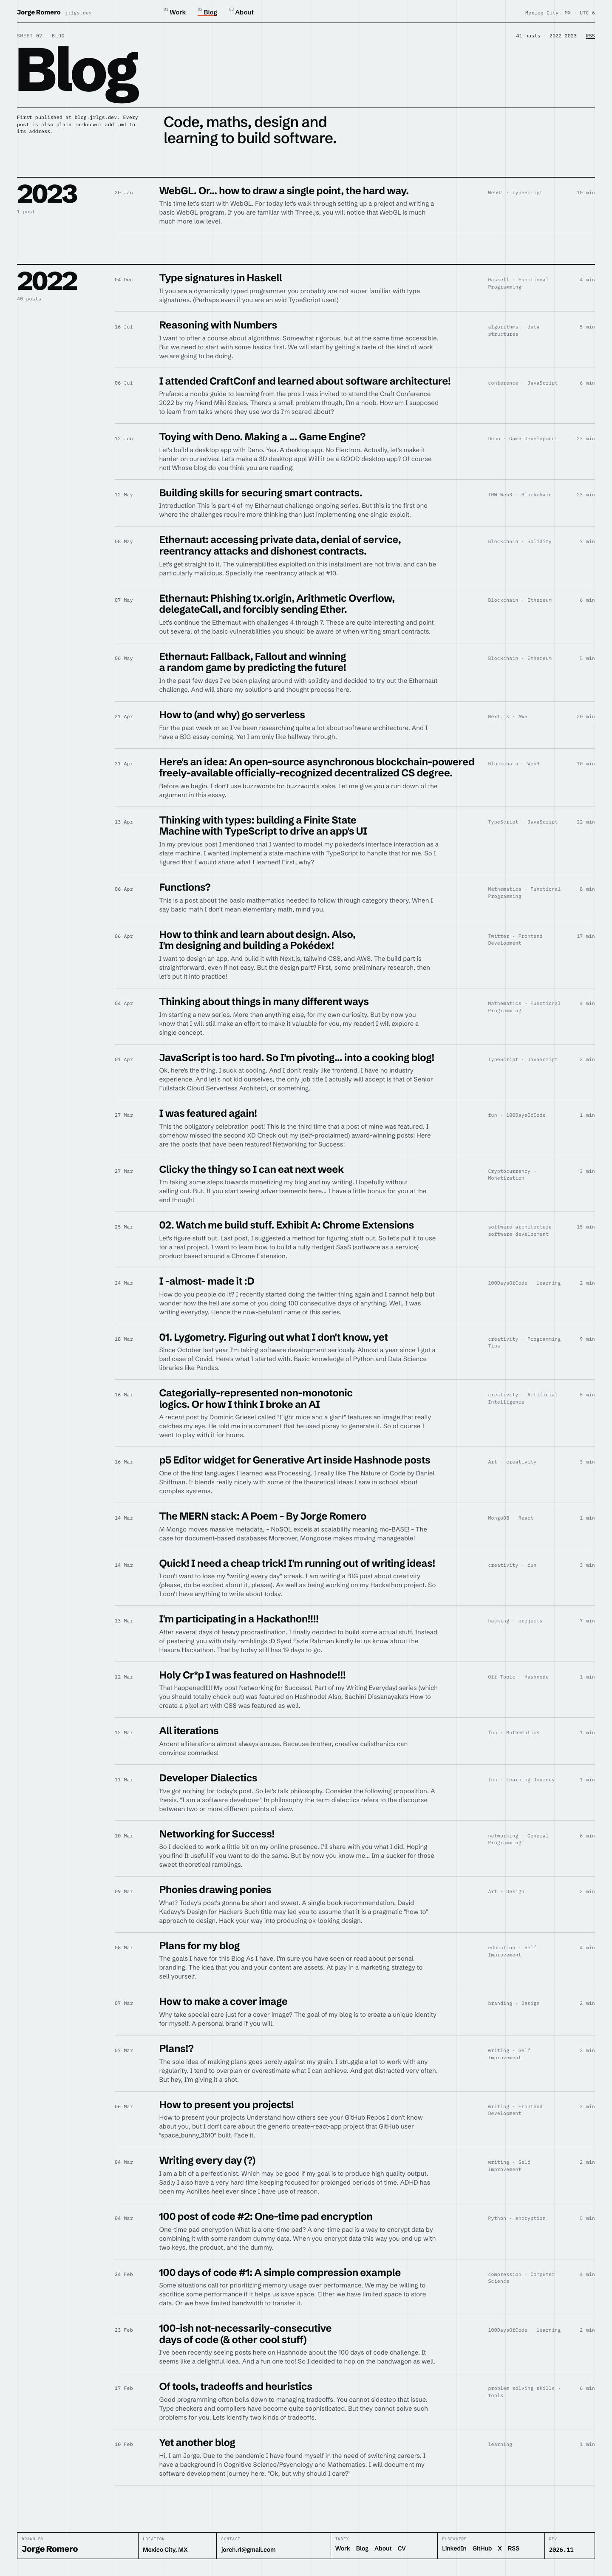 Jorge Romero jrlgs.dev
01 Work 02 Blog 03 About
Mexico City, MX · UTC-6
SHEET 02 — BLOG
41 posts · 2022–2023 · RSS
Blog
First published at blog.jrlgs.dev. Every
post is also plain markdown: add .md to
its address.
Code, maths, design and
learning to build software.
2023
1 post
20 Jan
WebGL. Or... how to draw a single point, the hard way.
This time let's start with WebGL. For today let's walk through setting up a project and writing a
basic WebGL program. If you are familiar with Three.js, you will notice that WebGL is much
much more low level.
WebGL · TypeScript
10 min
2022
40 posts
04 Dec
Type signatures in Haskell
If you are a dynamically typed programmer you probably are not super familiar with type
signatures. (Perhaps even if you are an avid TypeScript user!)
Haskell · Functional
Programming
4 min
16 Jul
Reasoning with Numbers
I want to offer a course about algorithms. Somewhat rigorous, but at the same time accessible.
But we need to start with some basics first. We will start by getting a taste of the kind of work
we are going to be doing.
algorithms · data
structures
5 min
06 Jul
I attended CraftConf and learned about software architecture!
Preface: a noobs guide to learning from the pros I was invited to attend the Craft Conference
2022 by my friend Miki Szeles. There's a small problem though, I'm a noob. How am I supposed
to learn from talks where they use words I'm scared about?
conference · JavaScript
6 min
12 Jun
Toying with Deno. Making a ... Game Engine?
Let's build a desktop app with Deno. Yes. A desktop app. No Electron. Actually, let's make it
harder on ourselves! Let's make a 3D desktop app! Will it be a GOOD desktop app? Of course
not! Whose blog do you think you are reading!
Deno · Game Development
23 min
12 May
Building skills for securing smart contracts.
Introduction This is part 4 of my Ethernaut challenge ongoing series. But this is the first one
where the challenges require more thinking than just implementing one single exploit.
THW Web3 · Blockchain
23 min
08 May
Ethernaut: accessing private data, denial of service,
reentrancy attacks and dishonest contracts.
Let's get straight to it. The vulnerabilities exploited on this installment are not trivial and can be
particularly malicious. Specially the reentrancy attack at #10.
Blockchain · Solidity
7 min
07 May
Ethernaut: Phishing tx.origin, Arithmetic Overflow,
delegateCall, and forcibly sending Ether.
Let's continue the Ethernaut with challenges 4 through 7. These are quite interesting and point
out several of the basic vulnerabilities you should be aware of when writing smart contracts.
Blockchain · Ethereum
6 min
06 May
Ethernaut: Fallback, Fallout and winning
a random game by predicting the future!
In the past few days I've been playing around with solidity and decided to try out the Ethernaut
challenge. And will share my solutions and thought process here.
Blockchain · Ethereum
5 min
21 Apr
How to (and why) go serverless
For the past week or so I've been researching quite a lot about software architecture. And I
have a BIG essay coming. Yet I am only like halfway through.
Next.js · AWS
20 min
21 Apr
Here's an idea: An open-source asynchronous blockchain-powered
freely-available officially-recognized decentralized CS degree.
Before we begin. I don't use buzzwords for buzzword's sake. Let me give you a run down of the
argument in this essay.
Blockchain · Web3
10 min
13 Apr
Thinking with types: building a Finite State
Machine with TypeScript to drive an app's UI
In my previous post I mentioned that I wanted to model my pokedex's interface interaction as a
state machine. I wanted implement a state machine with TypeScript to handle that for me. So I
figured that I would share what I learned! First, why?
TypeScript · JavaScript
22 min
06 Apr
Functions?
This is a post about the basic mathematics needed to follow through category theory. When I
say basic math I don't mean elementary math, mind you.
Mathematics · Functional
Programming
8 min
06 Apr
How to think and learn about design. Also,
I'm designing and building a Pokédex!
I want to design an app. And build it with Next.js, tailwind CSS, and AWS. The build part is
straightforward, even if not easy. But the design part? First, some preliminary research, then
let's put it into practice!
Twitter · Frontend
Development
17 min
04 Apr
Thinking about things in many different ways
Im starting a new series. More than anything else, for my own curiosity. But by now you
know that I will still make an effort to make it valuable for you, my reader! I will explore a
single concept.
Mathematics · Functional
Programming
4 min
01 Apr
JavaScript is too hard. So I'm pivoting... into a cooking blog!
Ok, here's the thing. I suck at coding. And I don't really like frontend. I have no industry
experience. And let's not kid ourselves, the only job title I actually will accept is that of Senior
Fullstack Cloud Serverless Architect, or something.
TypeScript · JavaScript
2 min
27 Mar
I was featured again!
This the obligatory celebration post! This is the third time that a post of mine was featured. I
somehow missed the second XD Check out my (self-proclaimed) award-winning posts! Here
are the posts that have been featured! Networking for Success!
fun · 100DaysOfCode
1 min
27 Mar
Clicky the thingy so I can eat next week
I'm taking some steps towards monetizing my blog and my writing. Hopefully without
selling out. But. If you start seeing advertisements here... I have a little bonus for you at the
end though!
Cryptocurrency ·
Monetization
3 min
25 Mar
02. Watch me build stuff. Exhibit A: Chrome Extensions
Let's figure stuff out. Last post, I suggested a method for figuring stuff out. So let's put it to use
for a real project. I want to learn how to build a fully fledged SaaS (software as a service)
product based around a Chrome Extension.
software architecture ·
software development
15 min
24 Mar
I -almost- made it :D
How do you people do it? I recently started doing the twitter thing again and I cannot help but
wonder how the hell are some of you doing 100 consecutive days of anything. Well, I was
writing everyday. Hence the now-petulant name of this series.
100DaysOfCode · learning
2 min
18 Mar
01. Lygometry. Figuring out what I don't know, yet
Since October last year I'm taking software development seriously. Almost a year since I got a
bad case of Covid. Here's what I started with. Basic knowledge of Python and Data Science
libraries like Pandas.
creativity · Programming
Tips
9 min
16 Mar
Categorially-represented non-monotonic
logics. Or how I think I broke an AI
A recent post by Dominic Griesel called "Eight mice and a giant" features an image that really
catches my eye. He told me in a comment that he used pixray to generate it. So of course I
went to play with it for hours.
creativity · Artificial
Intelligence
5 min
16 Mar
p5 Editor widget for Generative Art inside Hashnode posts
One of the first languages I learned was Processing. I really like The Nature of Code by Daniel
Shiffman. It blends really nicely with some of the theoretical ideas I saw in school about
complex systems.
Art · creativity
3 min
14 Mar
The MERN stack: A Poem - By Jorge Romero
M Mongo moves massive metadata, – NoSQL excels at scalability meaning mo-BASE! – The
case for document-based databases Moreover, Mongoose makes moving manageable!
MongoDB · React
1 min
14 Mar
Quick! I need a cheap trick! I'm running out of writing ideas!
I don't want to lose my "writing every day" streak. I am writing a BIG post about creativity
(please, do be excited about it, please). As well as being working on my Hackathon project. So
I don't have anything to write about today.
creativity · fun
3 min
13 Mar
I'm participating in a Hackathon!!!!
After several days of heavy procrastination. I finally decided to build some actual stuff. Instead
of pestering you with daily ramblings :D Syed Fazle Rahman kindly let us know about the
Hasura Hackathon. That by today still has 19 days to go.
hacking · projects
7 min
12 Mar
Holy Cr*p I was featured on Hashnode!!!
That happened!!!!! My post Networking for Success!. Part of my Writing Everyday! series (which
you should totally check out) was featured on Hashnode! Also, Sachini Dissanayaka's How to
create a pixel art with CSS was featured as well.
Off Topic · Hashnode
1 min
12 Mar
All iterations
Ardent alliterations almost always amuse. Because brother, creative calisthenics can
convince comrades!
fun · Mathematics
1 min
11 Mar
Developer Dialectics
I've got nothing for today's post. So let's talk philosophy. Consider the following proposition. A
thesis. "I am a software developer" In philosophy the term dialectics refers to the discourse
between two or more different points of view.
fun · Learning Journey
1 min
10 Mar
Networking for Success!
So I decided to work a little bit on my online presence. I'll share with you what I did. Hoping
you find It useful if you want to do the same. But by now you know me... Im a sucker for those
sweet theoretical ramblings.
networking · General
Programming
6 min
09 Mar
Phonies drawing ponies
What? Today's post's gonna be short and sweet. A single book recommendation. David
Kadavy's Design for Hackers Such title may led you to assume that it is a pragmatic "how to"
approach to design. Hack your way into producing ok-looking design.
Art · Design
2 min
08 Mar
Plans for my blog
The goals I have for this Blog As I have, I'm sure you have seen or read about personal
branding. The idea that you and your content are assets. At play in a marketing strategy to
sell yourself.
education · Self
Improvement
4 min
07 Mar
How to make a cover image
Why take special care just for a cover image? The goal of my blog is to create a unique identity
for myself. A personal brand if you will.
branding · Design
2 min
07 Mar
Plans!?
The sole idea of making plans goes sorely against my grain. I struggle a lot to work with any
regularity. I tend to overplan or overestimate what I can achieve. And get distracted very often.
But hey, I'm giving it a shot.
writing · Self
Improvement
2 min
06 Mar
How to present you projects!
How to present your projects Understand how others see your GitHub Repos I don't know
about you, but I don't care about the generic create-react-app project that GitHub user
"space_bunny_3510" built. Face it.
writing · Frontend
Development
3 min
04 Mar
Writing every day (?)
I am a bit of a perfectionist. Which may be good if my goal is to produce high quality output.
Sadly I also have a very hard time keeping focused for prolonged periods of time. ADHD has
been my Achilles heel ever since I have use of reason.
writing · Self
Improvement
2 min
04 Mar
100 post of code #2: One-time pad encryption
One-time pad encryption What is a one-time pad? A one-time pad is a way to encrypt data by
combining it with some random dummy data. When you encrypt data this way you end up with
two keys, the product, and the dummy.
Python · encryption
5 min
24 Feb
100 days of code #1: A simple compression example
Some situations call for prioritizing memory usage over performance. We may be willing to
sacrifice some performance if it helps us save space. Either we have limited space to store
data. Or we have limited bandwidth to transfer it.
compression · Computer
Science
4 min
23 Feb
100-ish not-necessarily-consecutive
days of code (& other cool stuff)
I've been recently seeing posts here on Hashnode about the 100 days of code challenge. It
seems like a delightful idea. And a fun one too! So I decided to hop on the bandwagon as well.
100DaysOfCode · learning
2 min
17 Feb
Of tools, tradeoffs and heuristics
Good programming often boils down to managing tradeoffs. You cannot sidestep that issue.
Type checkers and compilers have become quite sophisticated. But they cannot solve such
problems for you. Lets identify two kinds of tradeoffs.
problem solving skills ·
Tools
6 min
10 Feb
Yet another blog
Hi, I am Jorge. Due to the pandemic I have found myself in the need of switching careers. I
have a background in Cognitive Science/Psychology and Mathematics. I will document my
software development journey here. "Ok, but why should I care?"
learning
1 min
DRAWN BY
Jorge Romero
LOCATION
Mexico City, MX
CONTACT
jorch.rl@gmail.com
INDEX
Work Blog About CV
ELSEWHERE
LinkedIn GitHub X RSS
REV.
2026.11